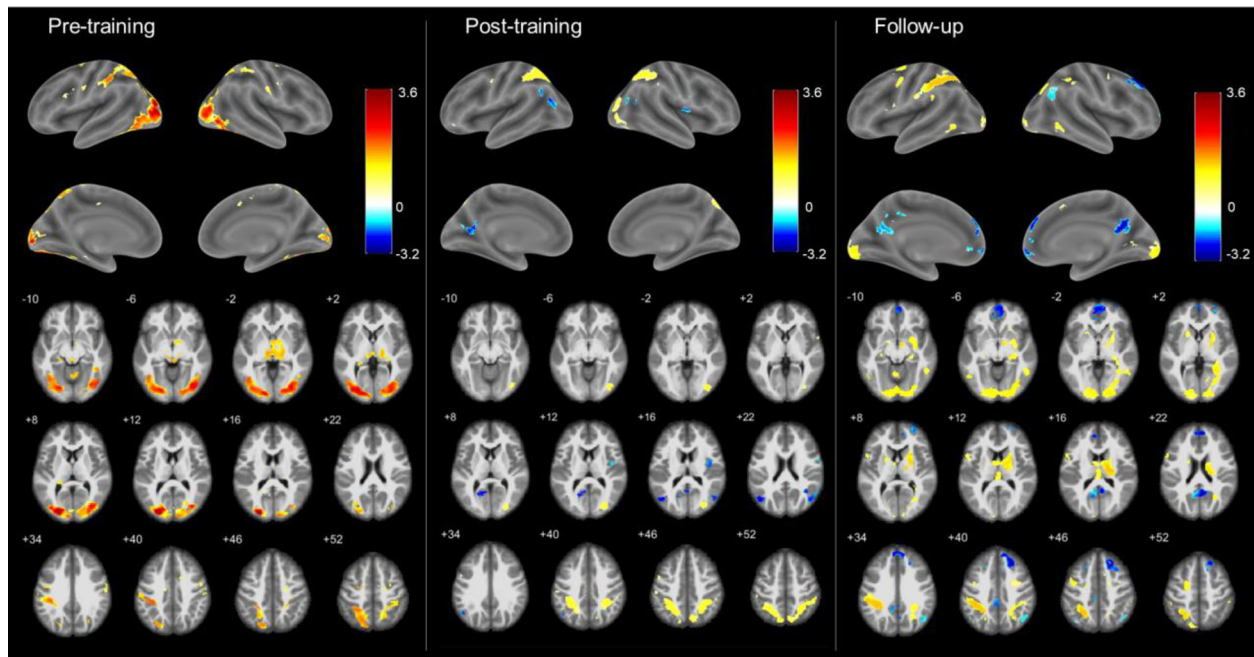 Pre-training
3.6
0
-3.2
-10 -6 -2 +2
+8 +12 +16 +22
+34 +40 +46 +52
Post-training
3.6
0
-3.2
-10 -6 -2 +2
+8 +12 +16 +22
+34 +40 +46 +52
Follow-up
3.6
0
-3.2
-10 -6 -2 +2
+8 +12 +16 +22
+34 +40 +46 +52